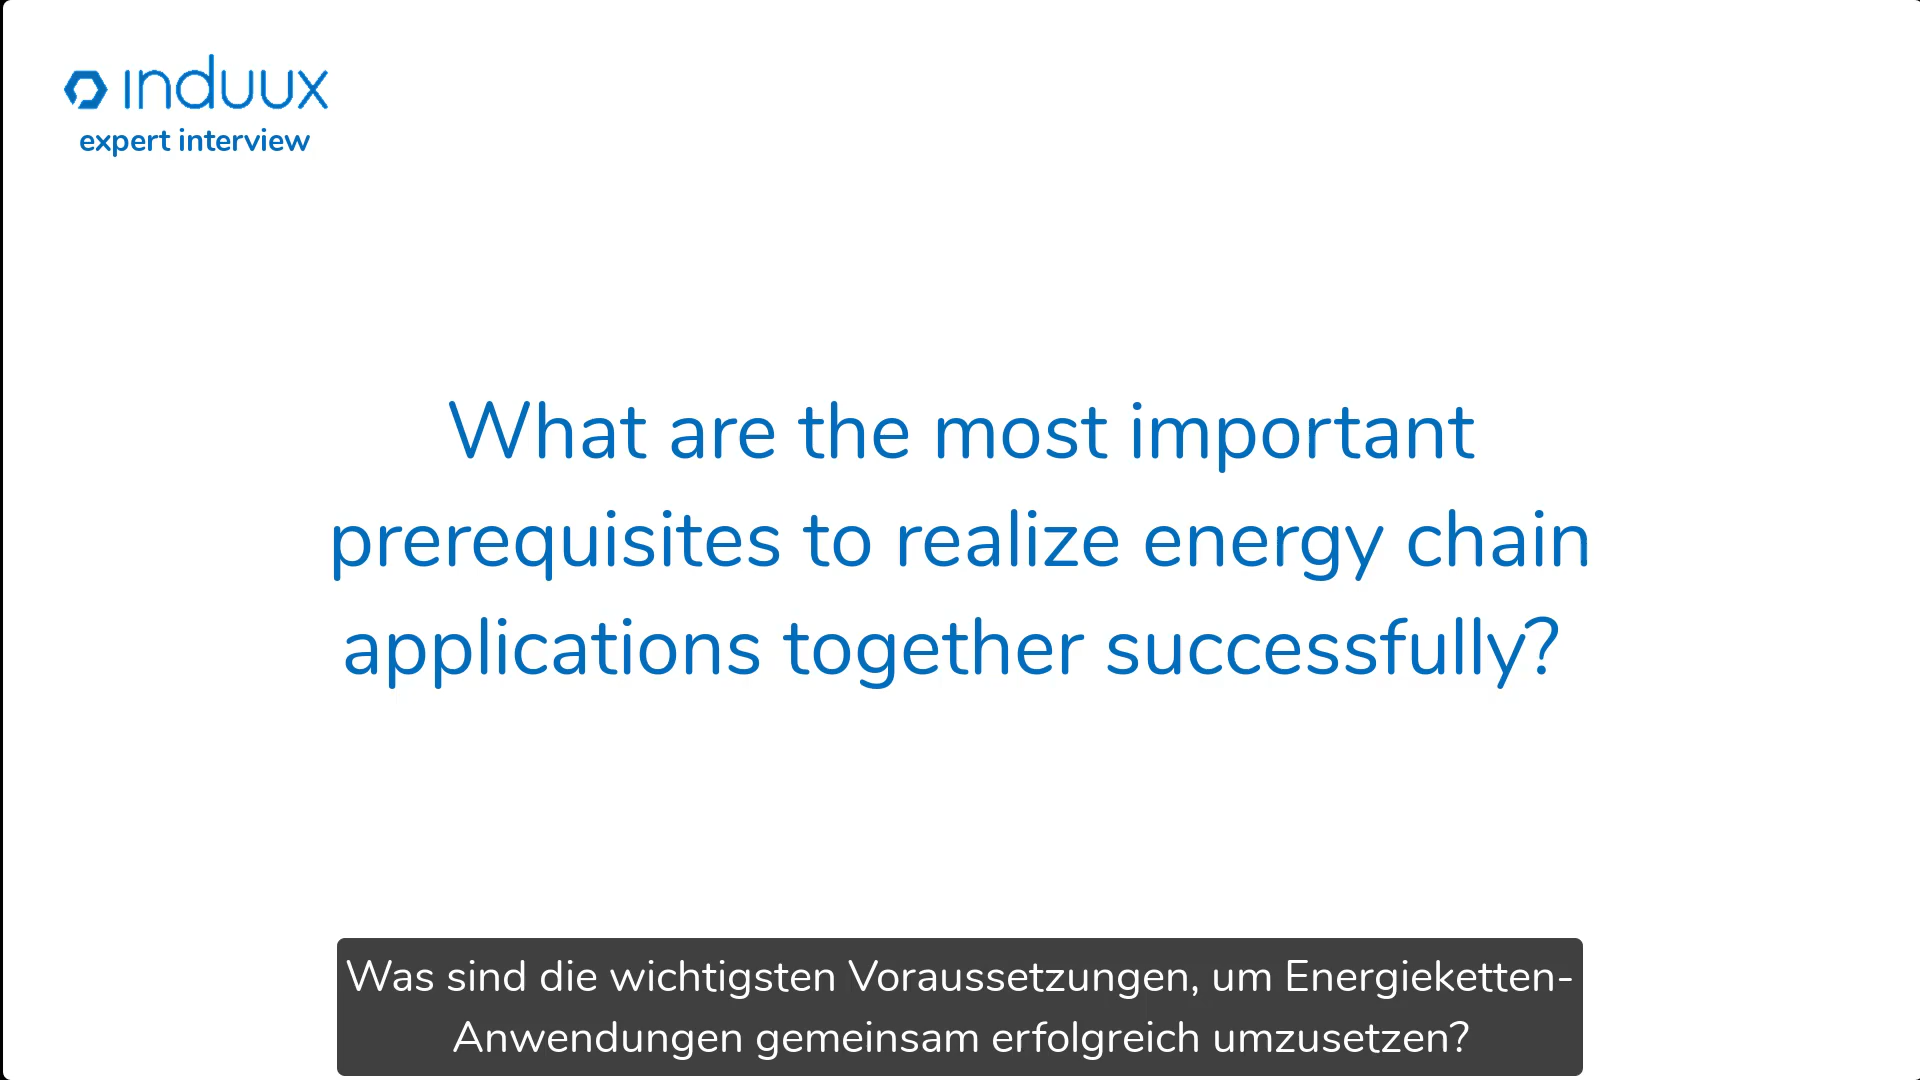 induux
expert interview
What are the most important
prerequisites to realize energy chain
applications together successfully?
Was sind die wichtigsten Voraussetzungen, um Energieketten-
Anwendungen gemeinsam erfolgreich umzusetzen?